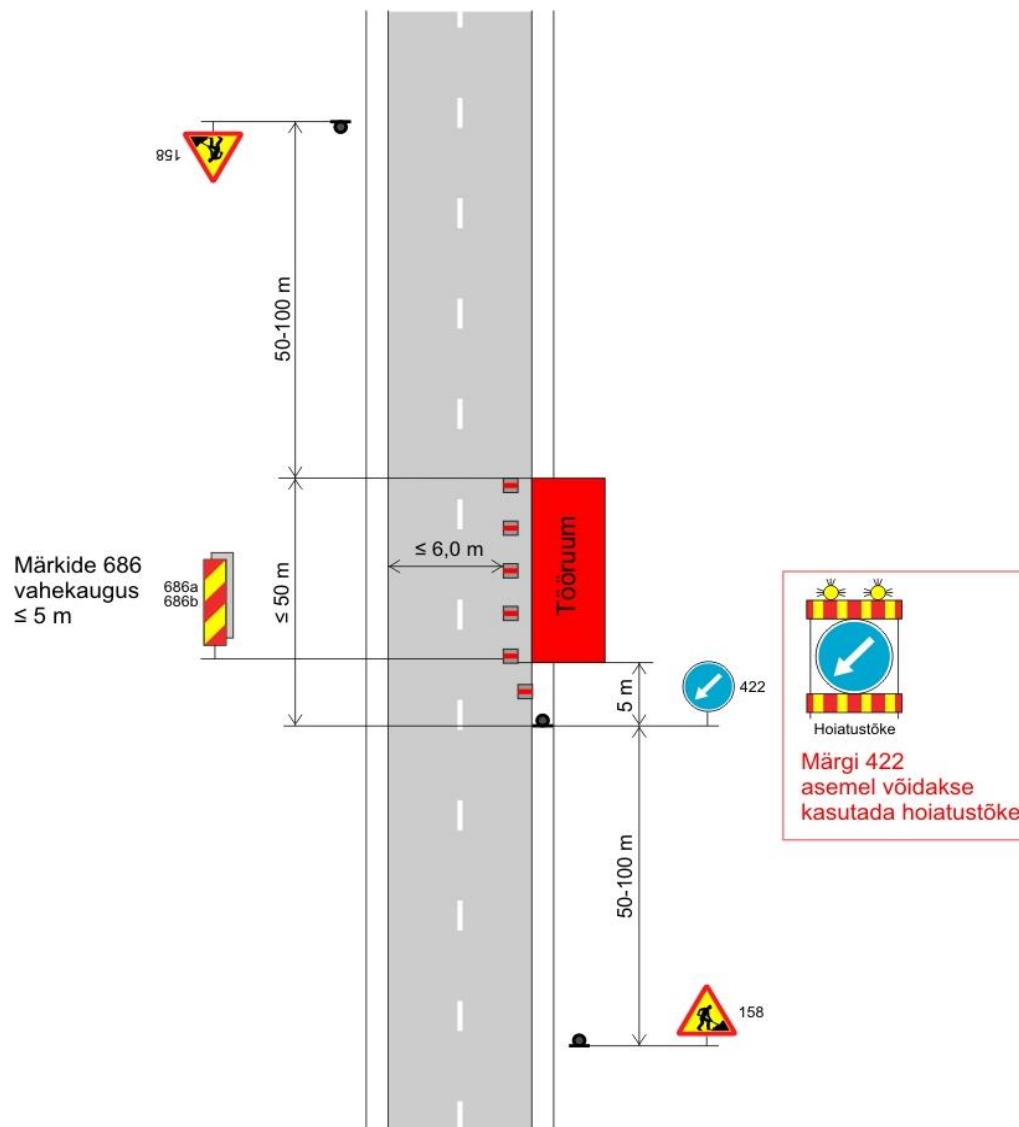 158
50-100 m
≤ 6,0 m
Märkide 686
vahekaugus
≤ 5 m
686a
686b
≤ 50 m
Tööruum
5 m
422
Hoiatustõke
Märgi 422
asemel võidakse
kasutada hoiatustõke
50-100 m
158